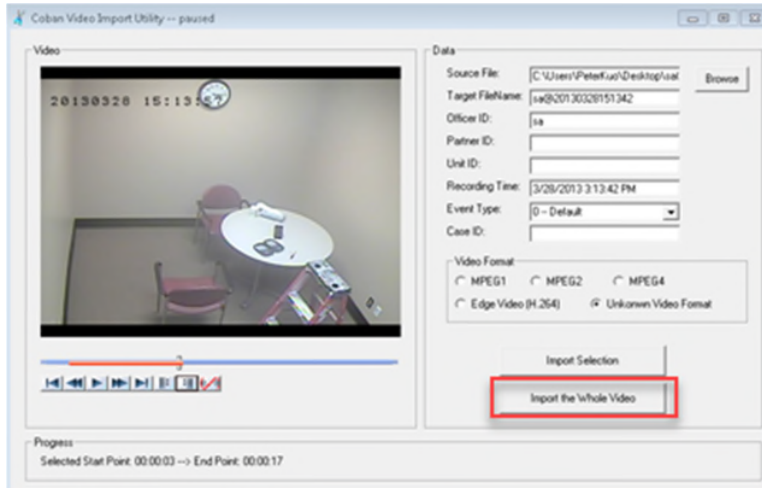 Coban Video Import Utility -- paused
Video
20130328 15:13:57
Data
Source File: C:\Users\PeterKuo\Desktop\sa(
Browse
Target FileName: sa@20130328151342
Officer ID: sa
Partner ID:
Unit ID:
Recording Time: 3/28/2013 3:13:42 PM
Event Type: 0 -- Default
Case ID:
Video Format
MPEG1 MPEG2 MPEG4
Edge Video (H.264) Unkonwn Video Format
Import Selection
Import the Whole Video
Progress
Selected Start Point: 00:00:03 --> End Point: 00:00:17